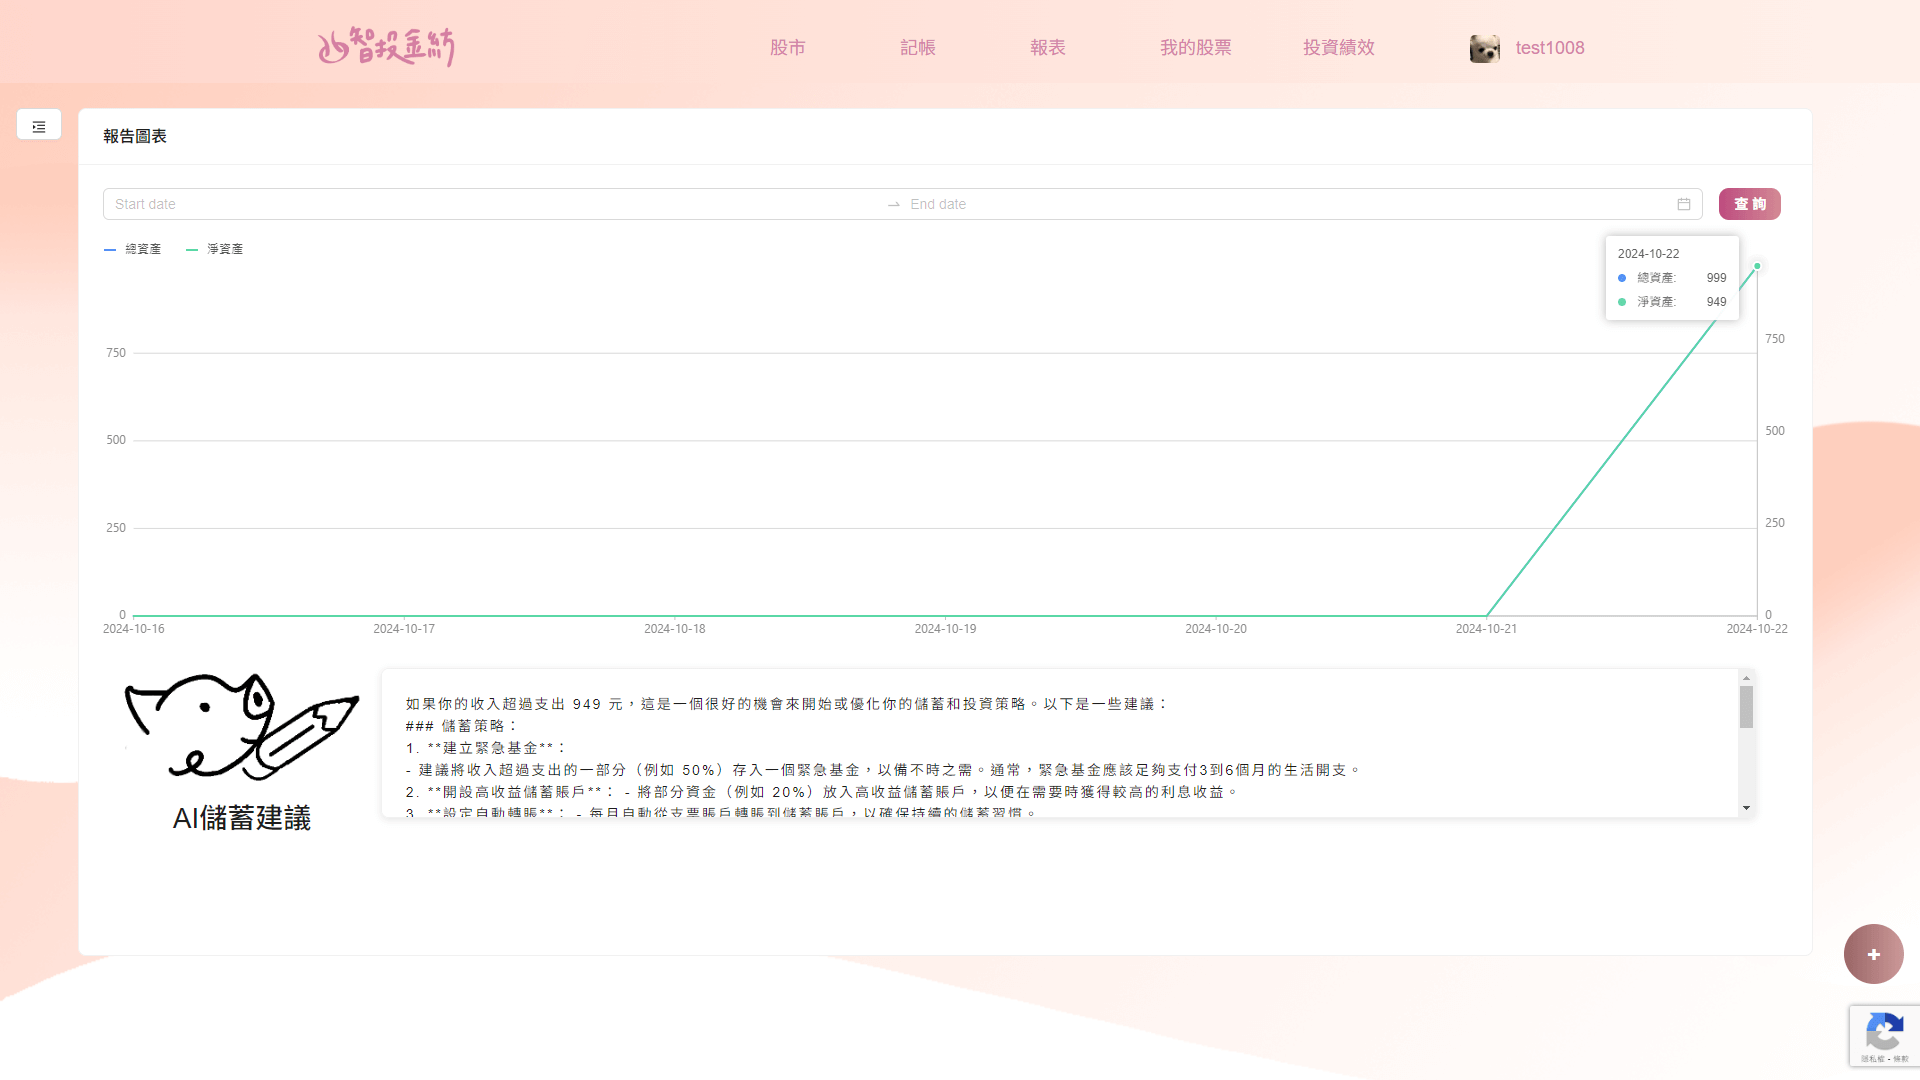 智投金紡
股市
記帳
報表
我的股票
投資績效
test1008
報告圖表
Start date
End date
查 詢
總資產
淨資產
2024-10-22
總資產: 999
淨資產: 949
750
500
250
0
750
500
250
0
2024-10-16
2024-10-17
2024-10-18
2024-10-19
2024-10-20
2024-10-21
2024-10-22
AI儲蓄建議
如果你的收入超過支出 949 元，這是一個很好的機會來開始或優化你的儲蓄和投資策略。以下是一些建議：
### 儲蓄策略：
1. **建立緊急基金**：
- 建議將收入超過支出的一部分（例如 50%）存入一個緊急基金，以備不時之需。通常，緊急基金應該足夠支付3到6個月的生活開支。
2. **開設高收益儲蓄賬戶**： - 將部分資金（例如 20%）放入高收益儲蓄賬戶，以便在需要時獲得較高的利息收益。
3. **設定自動轉賬**： - 每月自動從支票賬戶轉賬到儲蓄賬戶，以確保持續的儲蓄習慣。
隱私權 - 條款